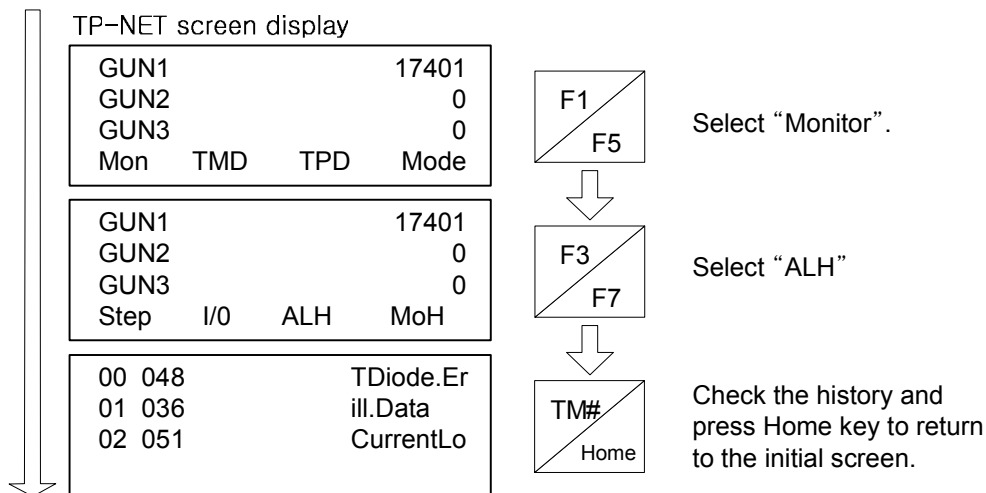 TP-NET screen display
GUN1 17401
GUN2 0
GUN3 0
Mon TMD TPD Mode
F1
F5
Select “Monitor”.
GUN1 17401
GUN2 0
GUN3 0
Step I/0 ALH MoH
F3
F7
Select “ALH”
00 048 TDiode.Er
01 036 ill.Data
02 051 CurrentLo
TM#
Home
Check the history and
press Home key to return
to the initial screen.